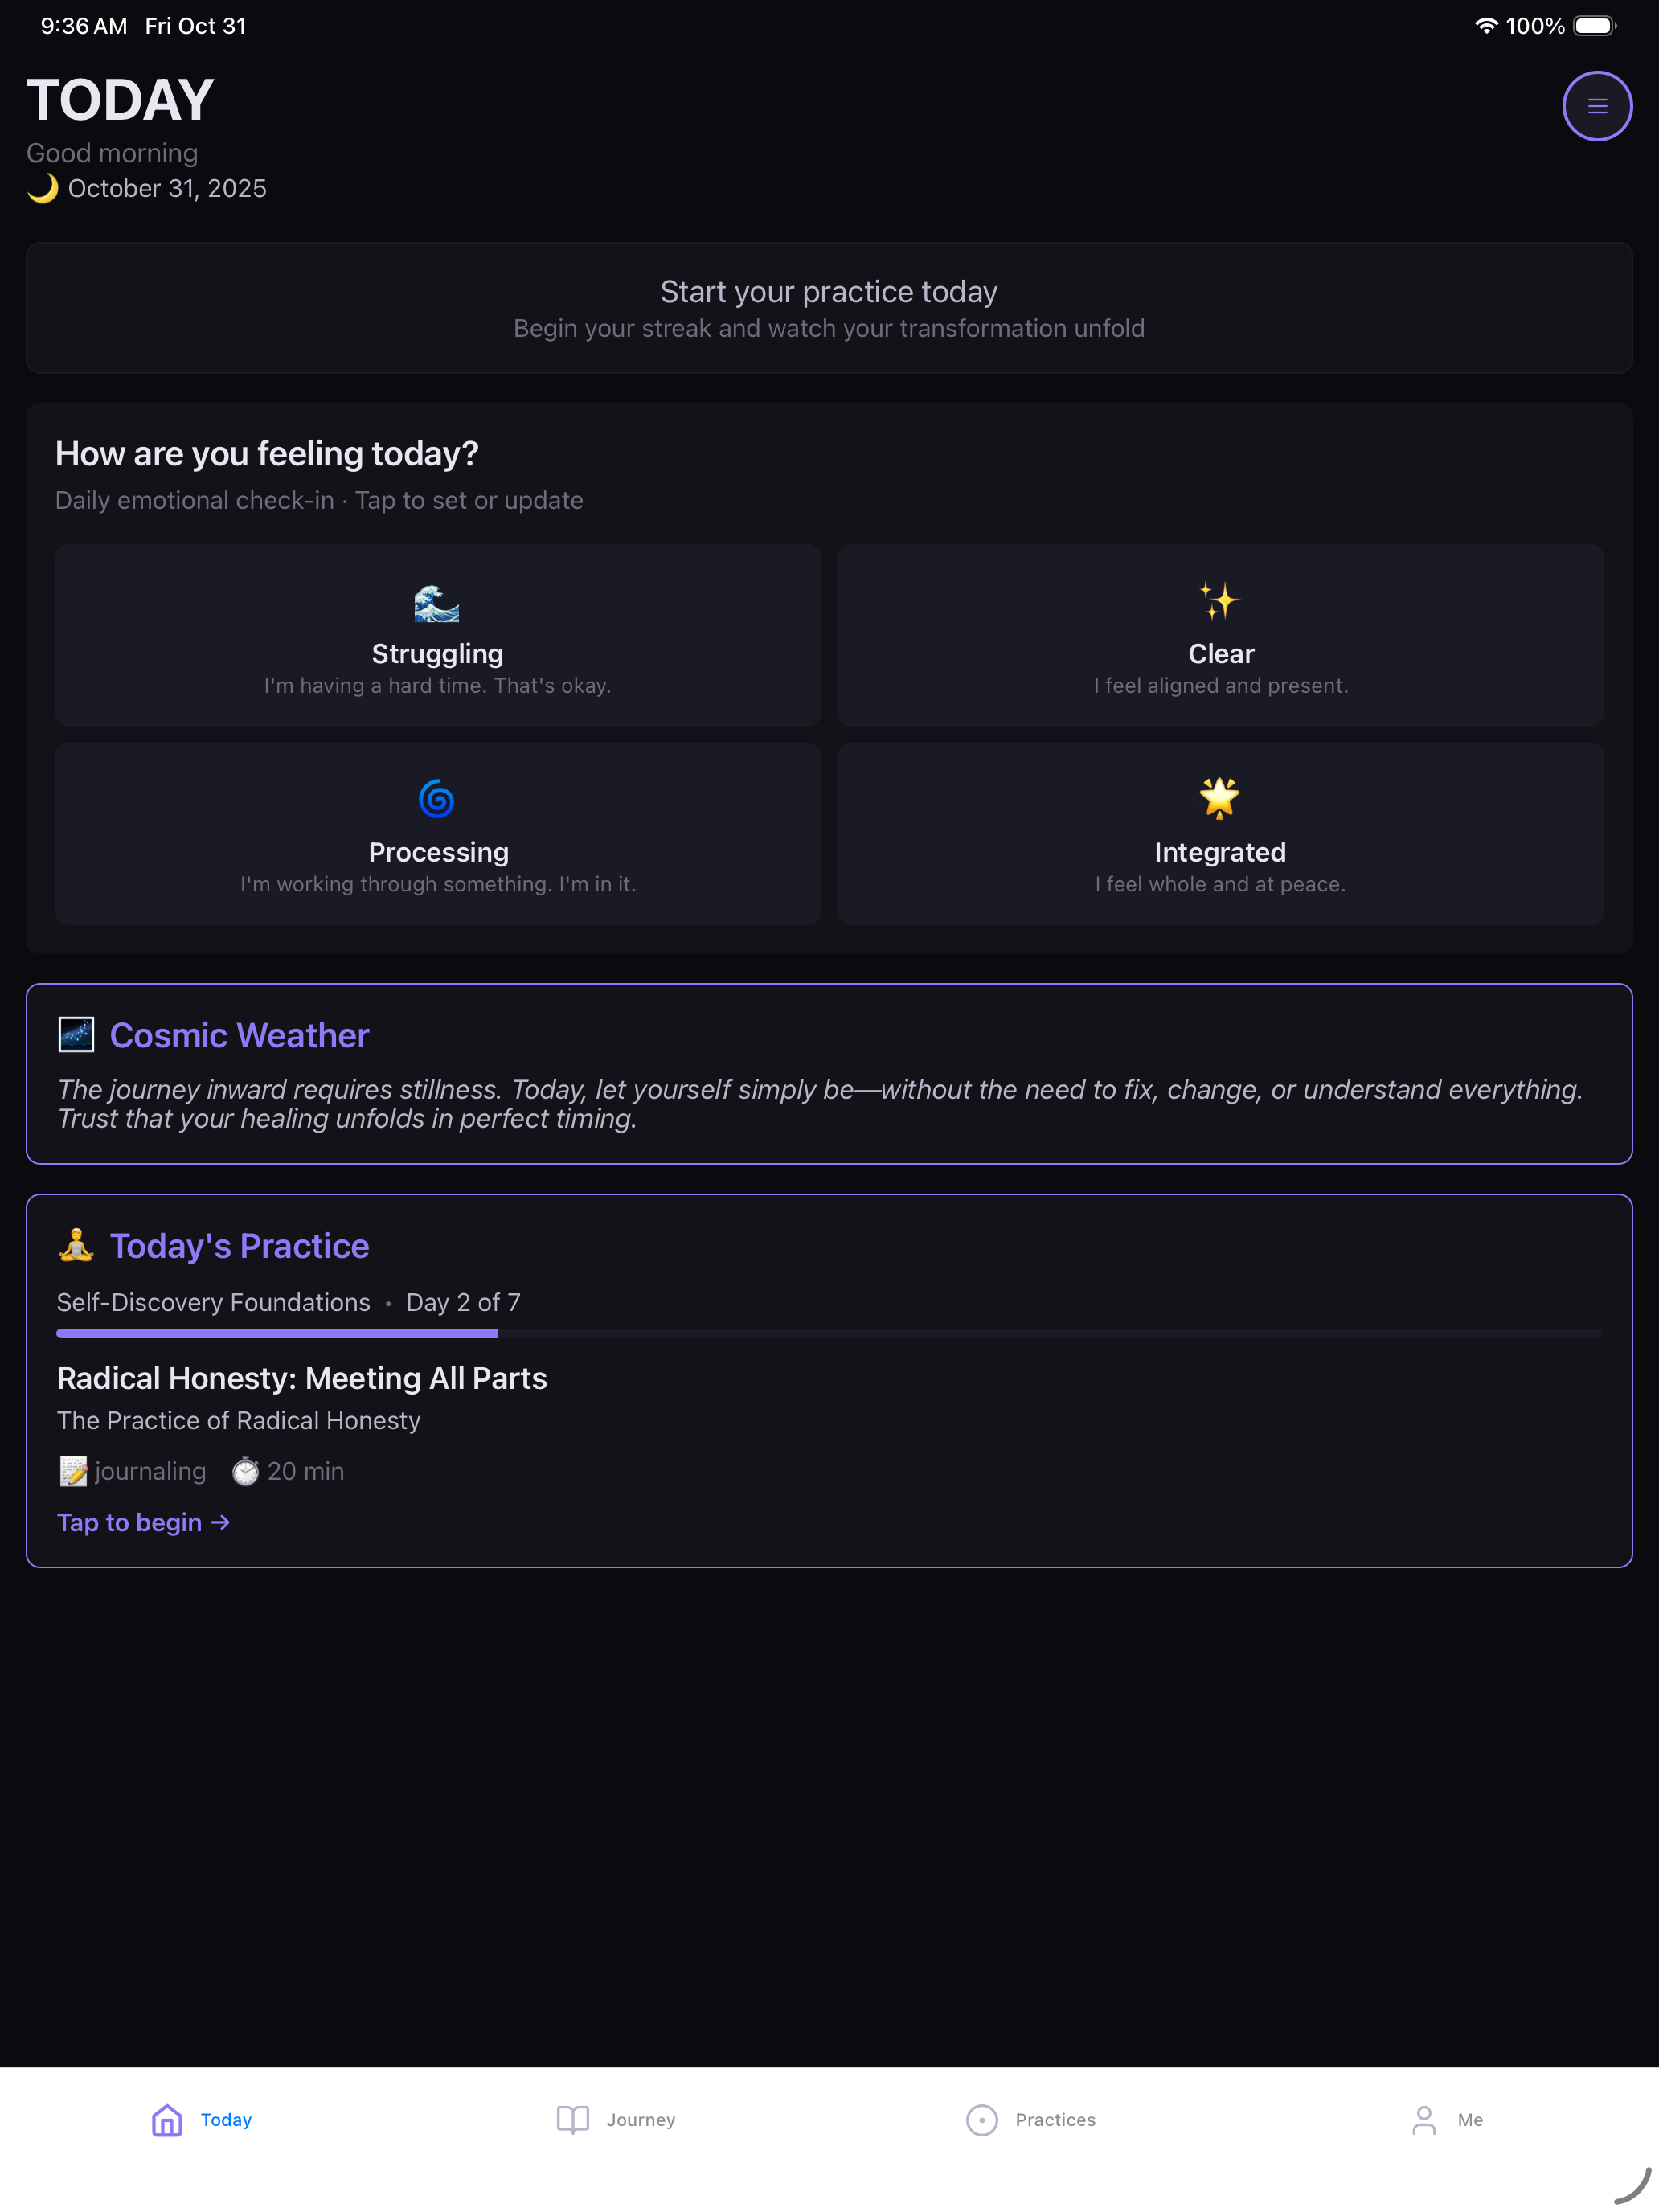 9:36 AM Fri Oct 31
100%
TODAY
Good morning
🌙 October 31, 2025
Start your practice today
Begin your streak and watch your transformation unfold
How are you feeling today?
Daily emotional check-in · Tap to set or update
Struggling
I'm having a hard time. That's okay.
Clear
I feel aligned and present.
Processing
I'm working through something. I'm in it.
Integrated
I feel whole and at peace.
Cosmic Weather
The journey inward requires stillness. Today, let yourself simply be—without the need to fix, change, or understand everything.
Trust that your healing unfolds in perfect timing.
Today's Practice
Self-Discovery Foundations • Day 2 of 7
Radical Honesty: Meeting All Parts
The Practice of Radical Honesty
journaling 20 min
Tap to begin →
Today
Journey
Practices
Me